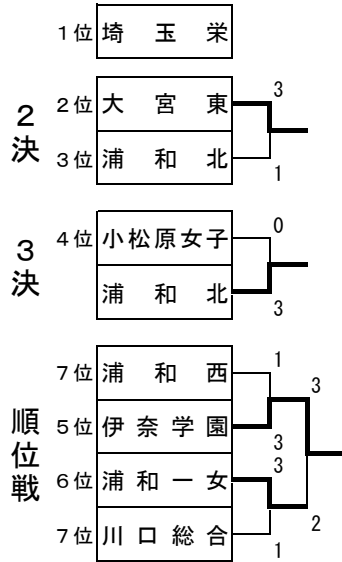 1位 埼玉栄
2決
2位 大宮東 3
3位 浦和北 1
3決
4位 小松原女子 0
浦和北 3
順位戦
7位 浦和西 1
5位 伊奈学園 3
3
6位 浦和一女 3
2
7位 川口総合 1